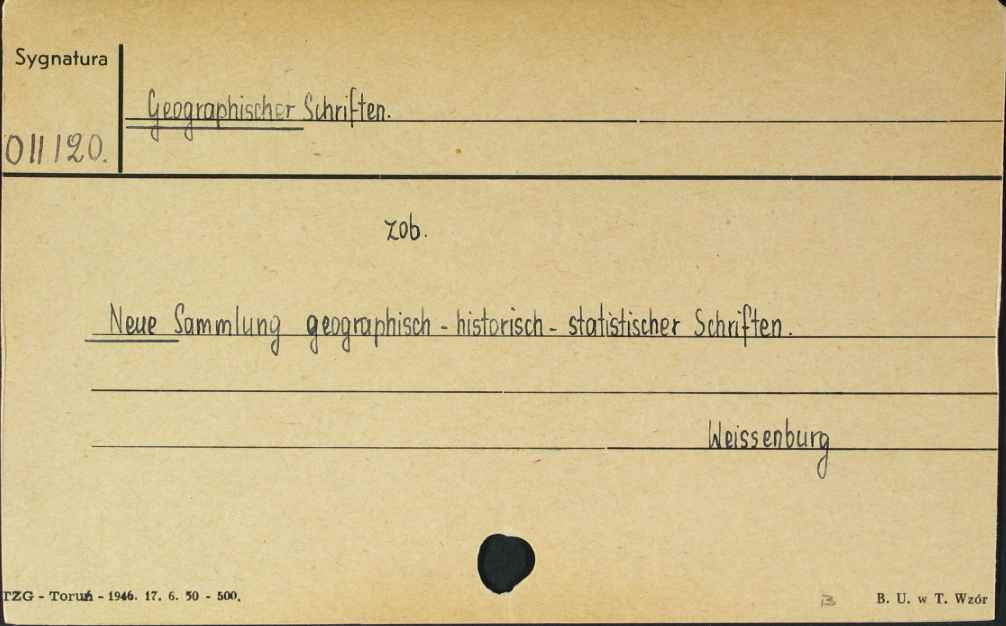 Sygnatura
Geographischer Schriften.
011120.
zob.
Neue Sammlung geographisch - historisch - statistischer Schriften.
Weissenburg
TZG - Toruń - 1946. 17. 6. 50 - 500.
B. U. w T. Wzór